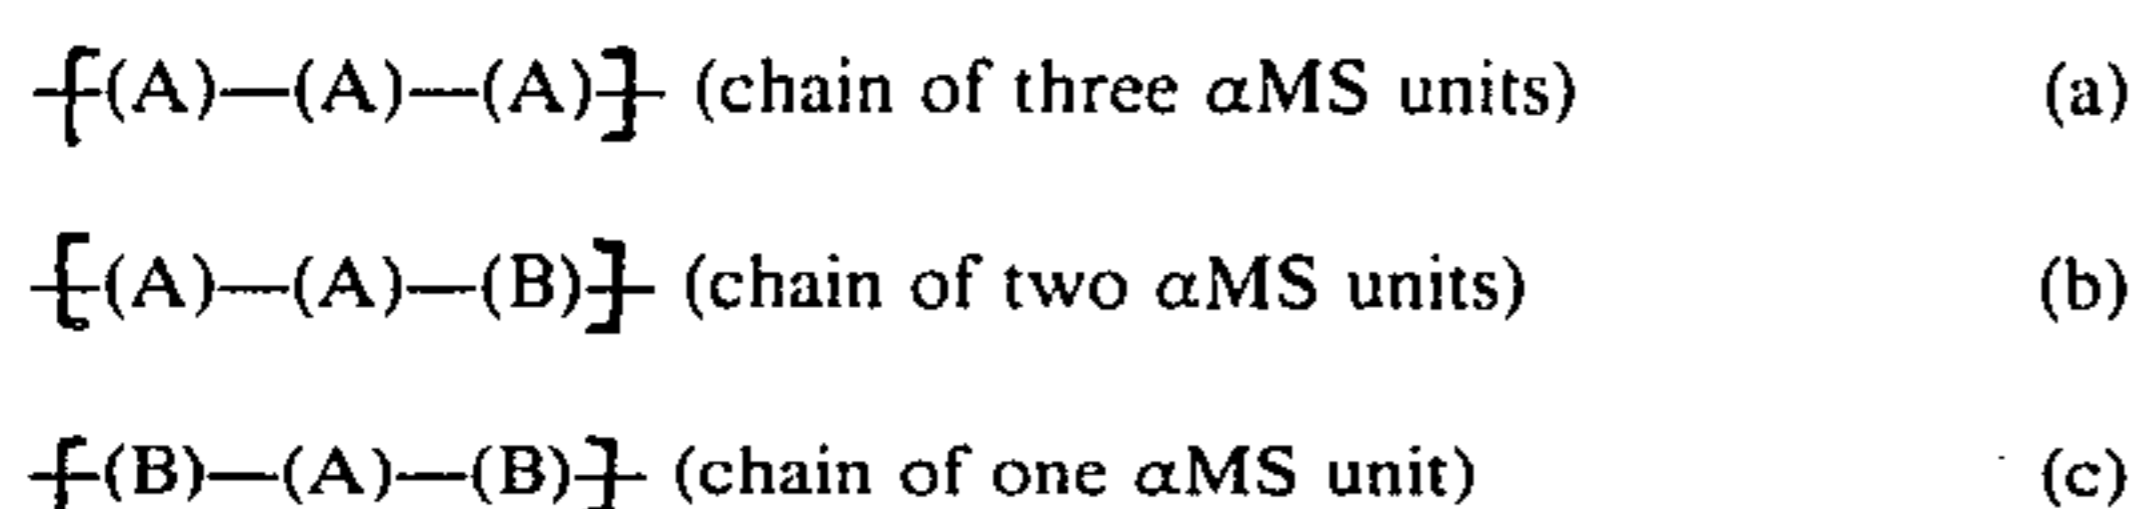 -[(A)—(A)—(A)]- (chain of three αMS units) (a)
-[(A)—(A)—(B)]- (chain of two αMS units) (b)
-[(B)—(A)—(B)]- (chain of one αMS unit) (c)